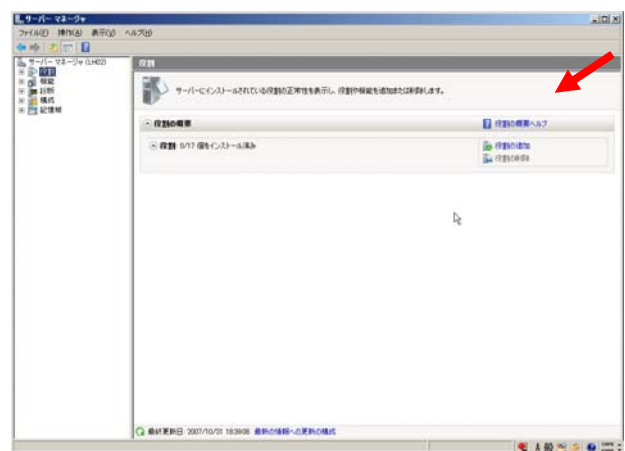 サーバー マネージャ
ファイル(F) 操作(A) 表示(V) ヘルプ(H)
サーバー マネージャ (LH02)
役割
機能
診断
構成
記憶域
役割
サーバーにインストールされている役割の正常性を表示し、役割や機能を追加または削除します。
役割の概要
役割の概要ヘルプ
役割: 0/17 個をインストール済み
役割の追加
役割の削除
最終更新日: 2007/10/31 18:39:08 最新の情報への更新の構成
A 般